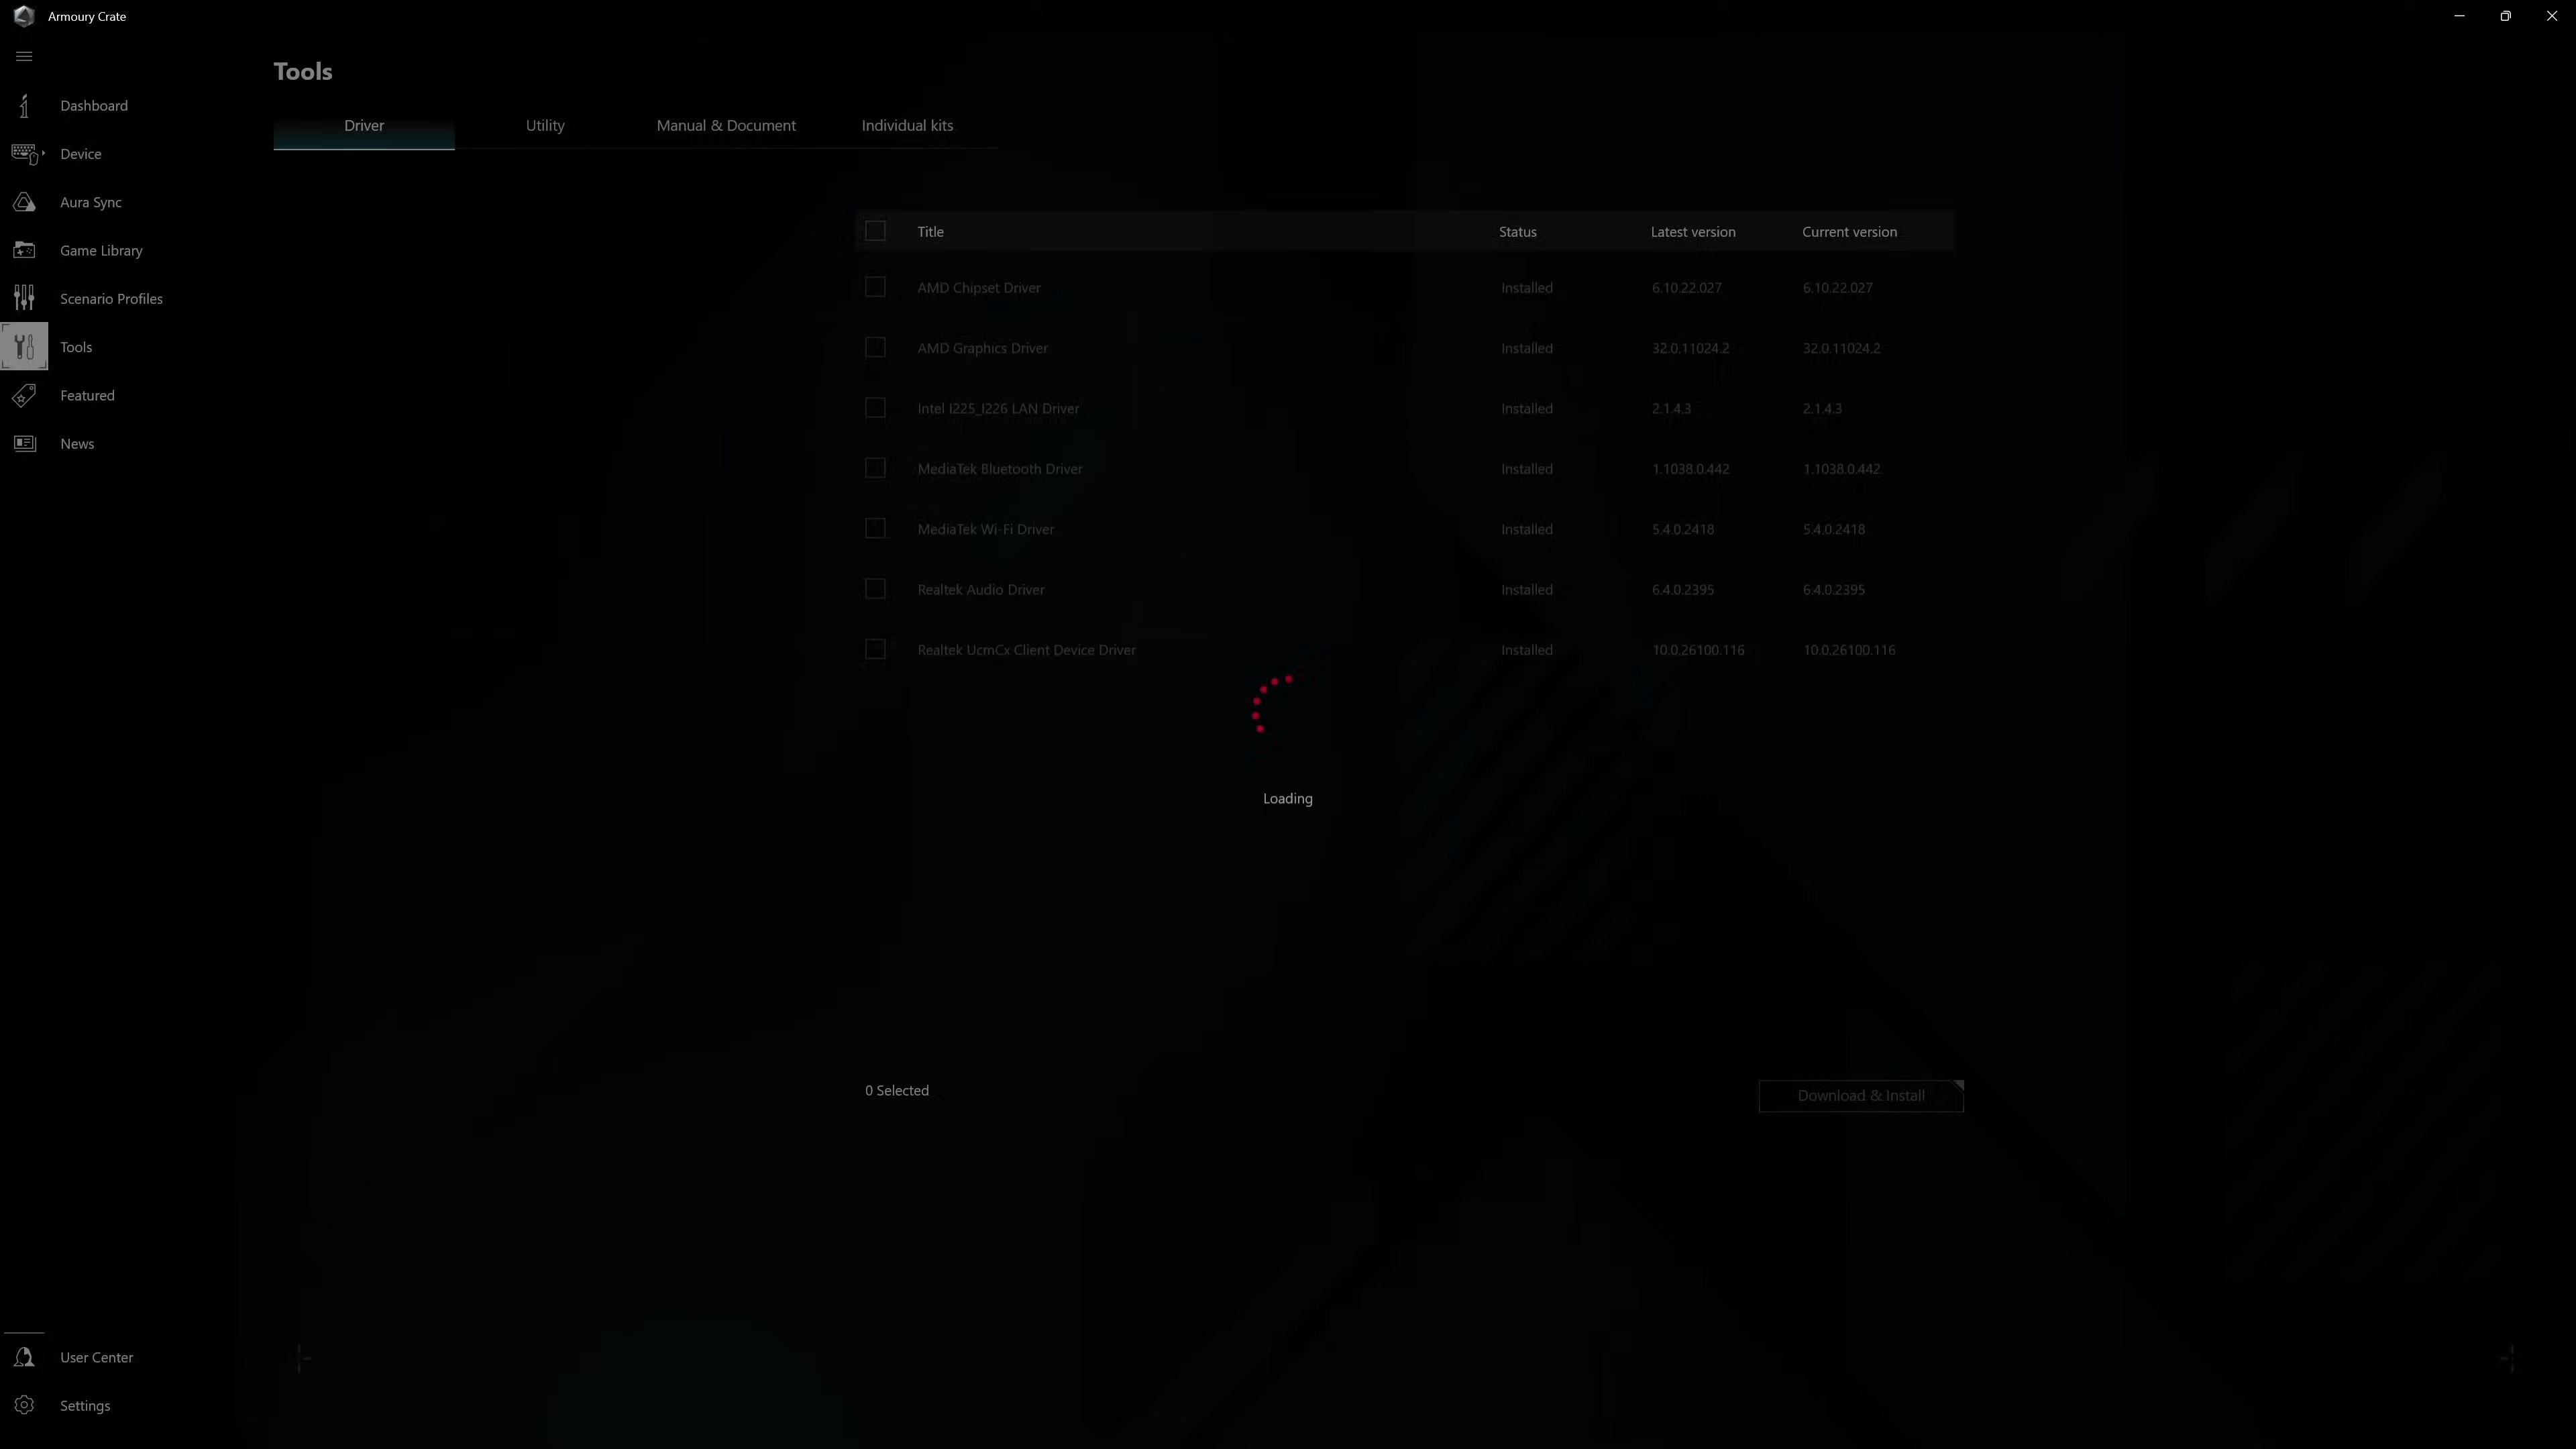 Armoury Crate
Tools
Dashboard
Device
Aura Sync
Game Library
Scenario Profiles
Tools
Featured
News
Driver Utility Manual & Document Individual kits
Title Status Latest version Current version
AMD Chipset Driver Installed 6.10.22.027 6.10.22.027
AMD Graphics Driver Installed 32.0.11024.2 32.0.11024.2
Intel I225_I226 LAN Driver Installed 2.1.4.3 2.1.4.3
MediaTek Bluetooth Driver Installed 1.1038.0.442 1.1038.0.442
MediaTek Wi-Fi Driver Installed 5.4.0.2418 5.4.0.2418
Realtek Audio Driver Installed 6.4.0.2395 6.4.0.2395
Realtek UcmCx Client Device Driver Installed 10.0.26100.116 10.0.26100.116
Loading
0 Selected Download & Install
User Center
Settings